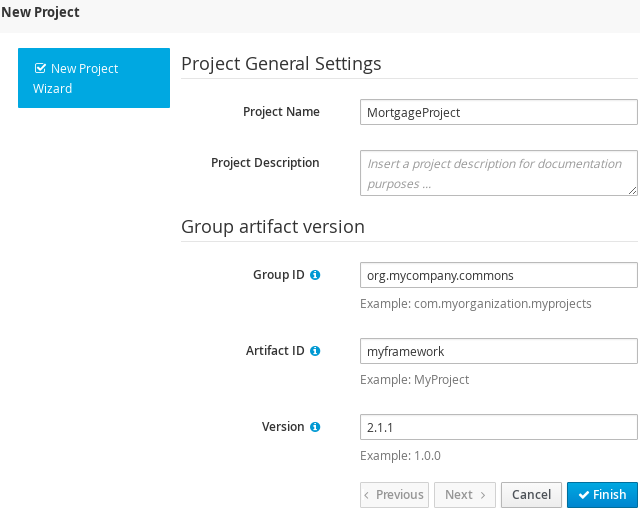 New Project
New Project
Wizard
Project General Settings
Project Name
MortgageProject
Project Description
Insert a project description for documentation
purposes ...
Group artifact version
Group ID
org.mycompany.commons
Example: com.myorganization.myprojects
Artifact ID
myframework
Example: MyProject
Version
2.1.1
Example: 1.0.0
Previous Next Cancel Finish